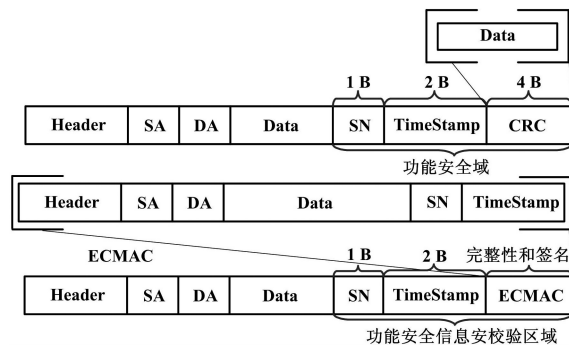 Data
1 B 2 B 4 B
Header SA DA Data SN TimeStamp CRC
功能安全域
Header SA DA Data SN TimeStamp
ECMAC 1 B 2 B 完整性和签名
Header SA DA Data SN TimeStamp ECMAC
功能安全信息安校验区域